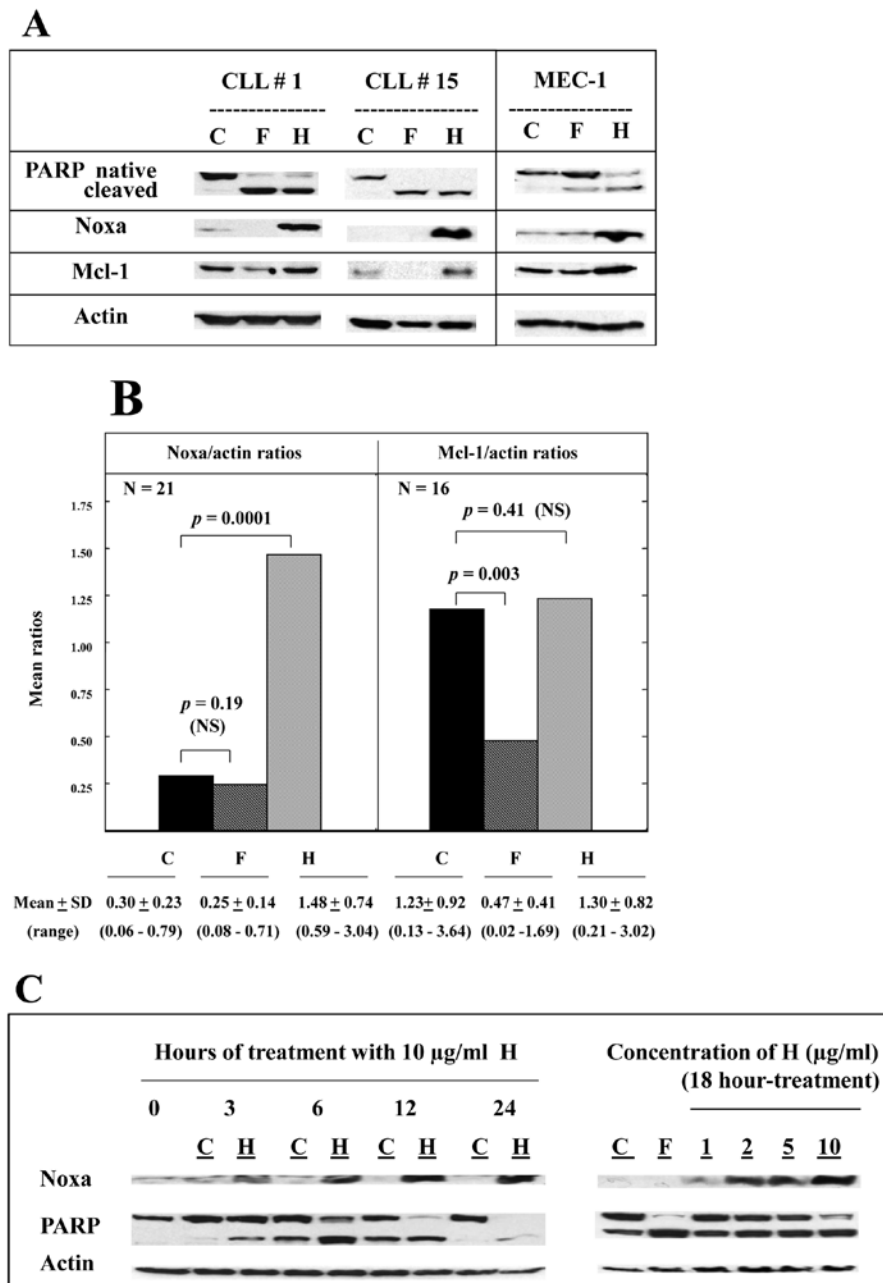 A
CLL # 1 CLL # 15 MEC-1
C F H C F H C F H
PARP native
cleaved
Noxa
Mcl-1
Actin
B
Noxa/actin ratios Mcl-1/actin ratios
N = 21 N = 16
Mean ratios
1.75
1.50
1.25
0.75
0.50
0.25
p = 0.0001
p = 0.19
(NS)
p = 0.41 (NS)
p = 0.003
C F H C F H
Mean ± SD 0.30 ± 0.23 0.25 ± 0.14 1.48 ± 0.74 1.23± 0.92 0.47 ± 0.41 1.30 ± 0.82
(range) (0.06 - 0.79) (0.08 - 0.71) (0.59 - 3.04) (0.13 - 3.64) (0.02 -1.69) (0.21 - 3.02)
C
Hours of treatment with 10 µg/ml H
0 3 6 12 24
C H C H C H C H
Concentration of H (µg/ml)
(18 hour-treatment)
C F 1 2 5 10
Noxa
PARP
Actin